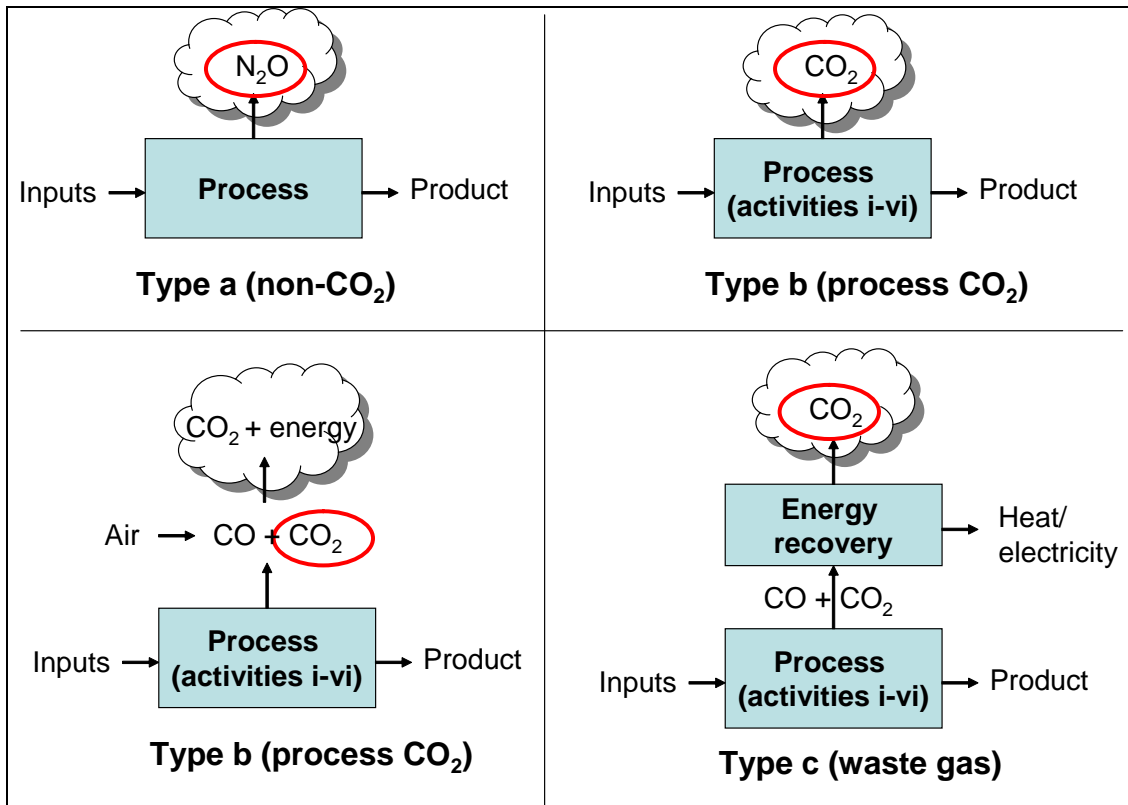 N₂O
Inputs
Process
Product
Type a (non-CO₂)
CO₂
Inputs
Process
(activities i-vi)
Product
Type b (process CO₂)
CO₂ + energy
Air
CO + CO₂
Inputs
Process
(activities i-vi)
Product
Type b (process CO₂)
CO₂
Energy
recovery
Heat/
electricity
CO + CO₂
Inputs
Process
(activities i-vi)
Product
Type c (waste gas)